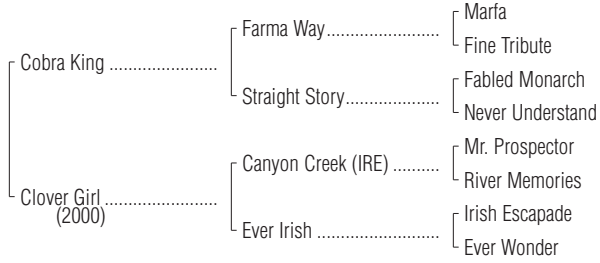 Marfa
Farma Way
Fine Tribute
Cobra King
Fabled Monarch
Straight Story
Never Understand
Mr. Prospector
Canyon Creek (IRE)
River Memories
Clover Girl
(2000)
Irish Escapade
Ever Irish
Ever Wonder